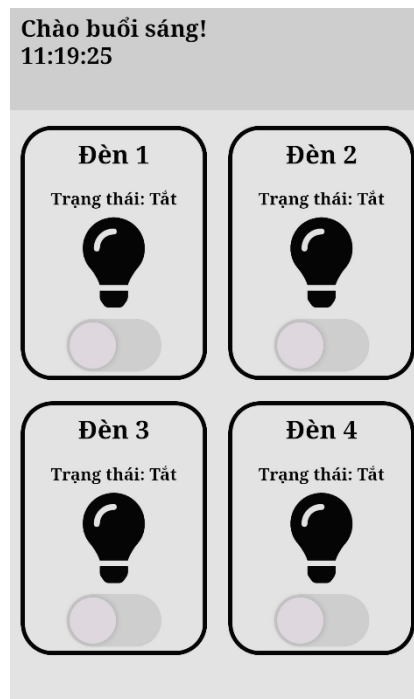 Chào buổi sáng!
11:19:25
Đèn 1
Trạng thái: Tắt
Đèn 2
Trạng thái: Tắt
Đèn 3
Trạng thái: Tắt
Đèn 4
Trạng thái: Tắt